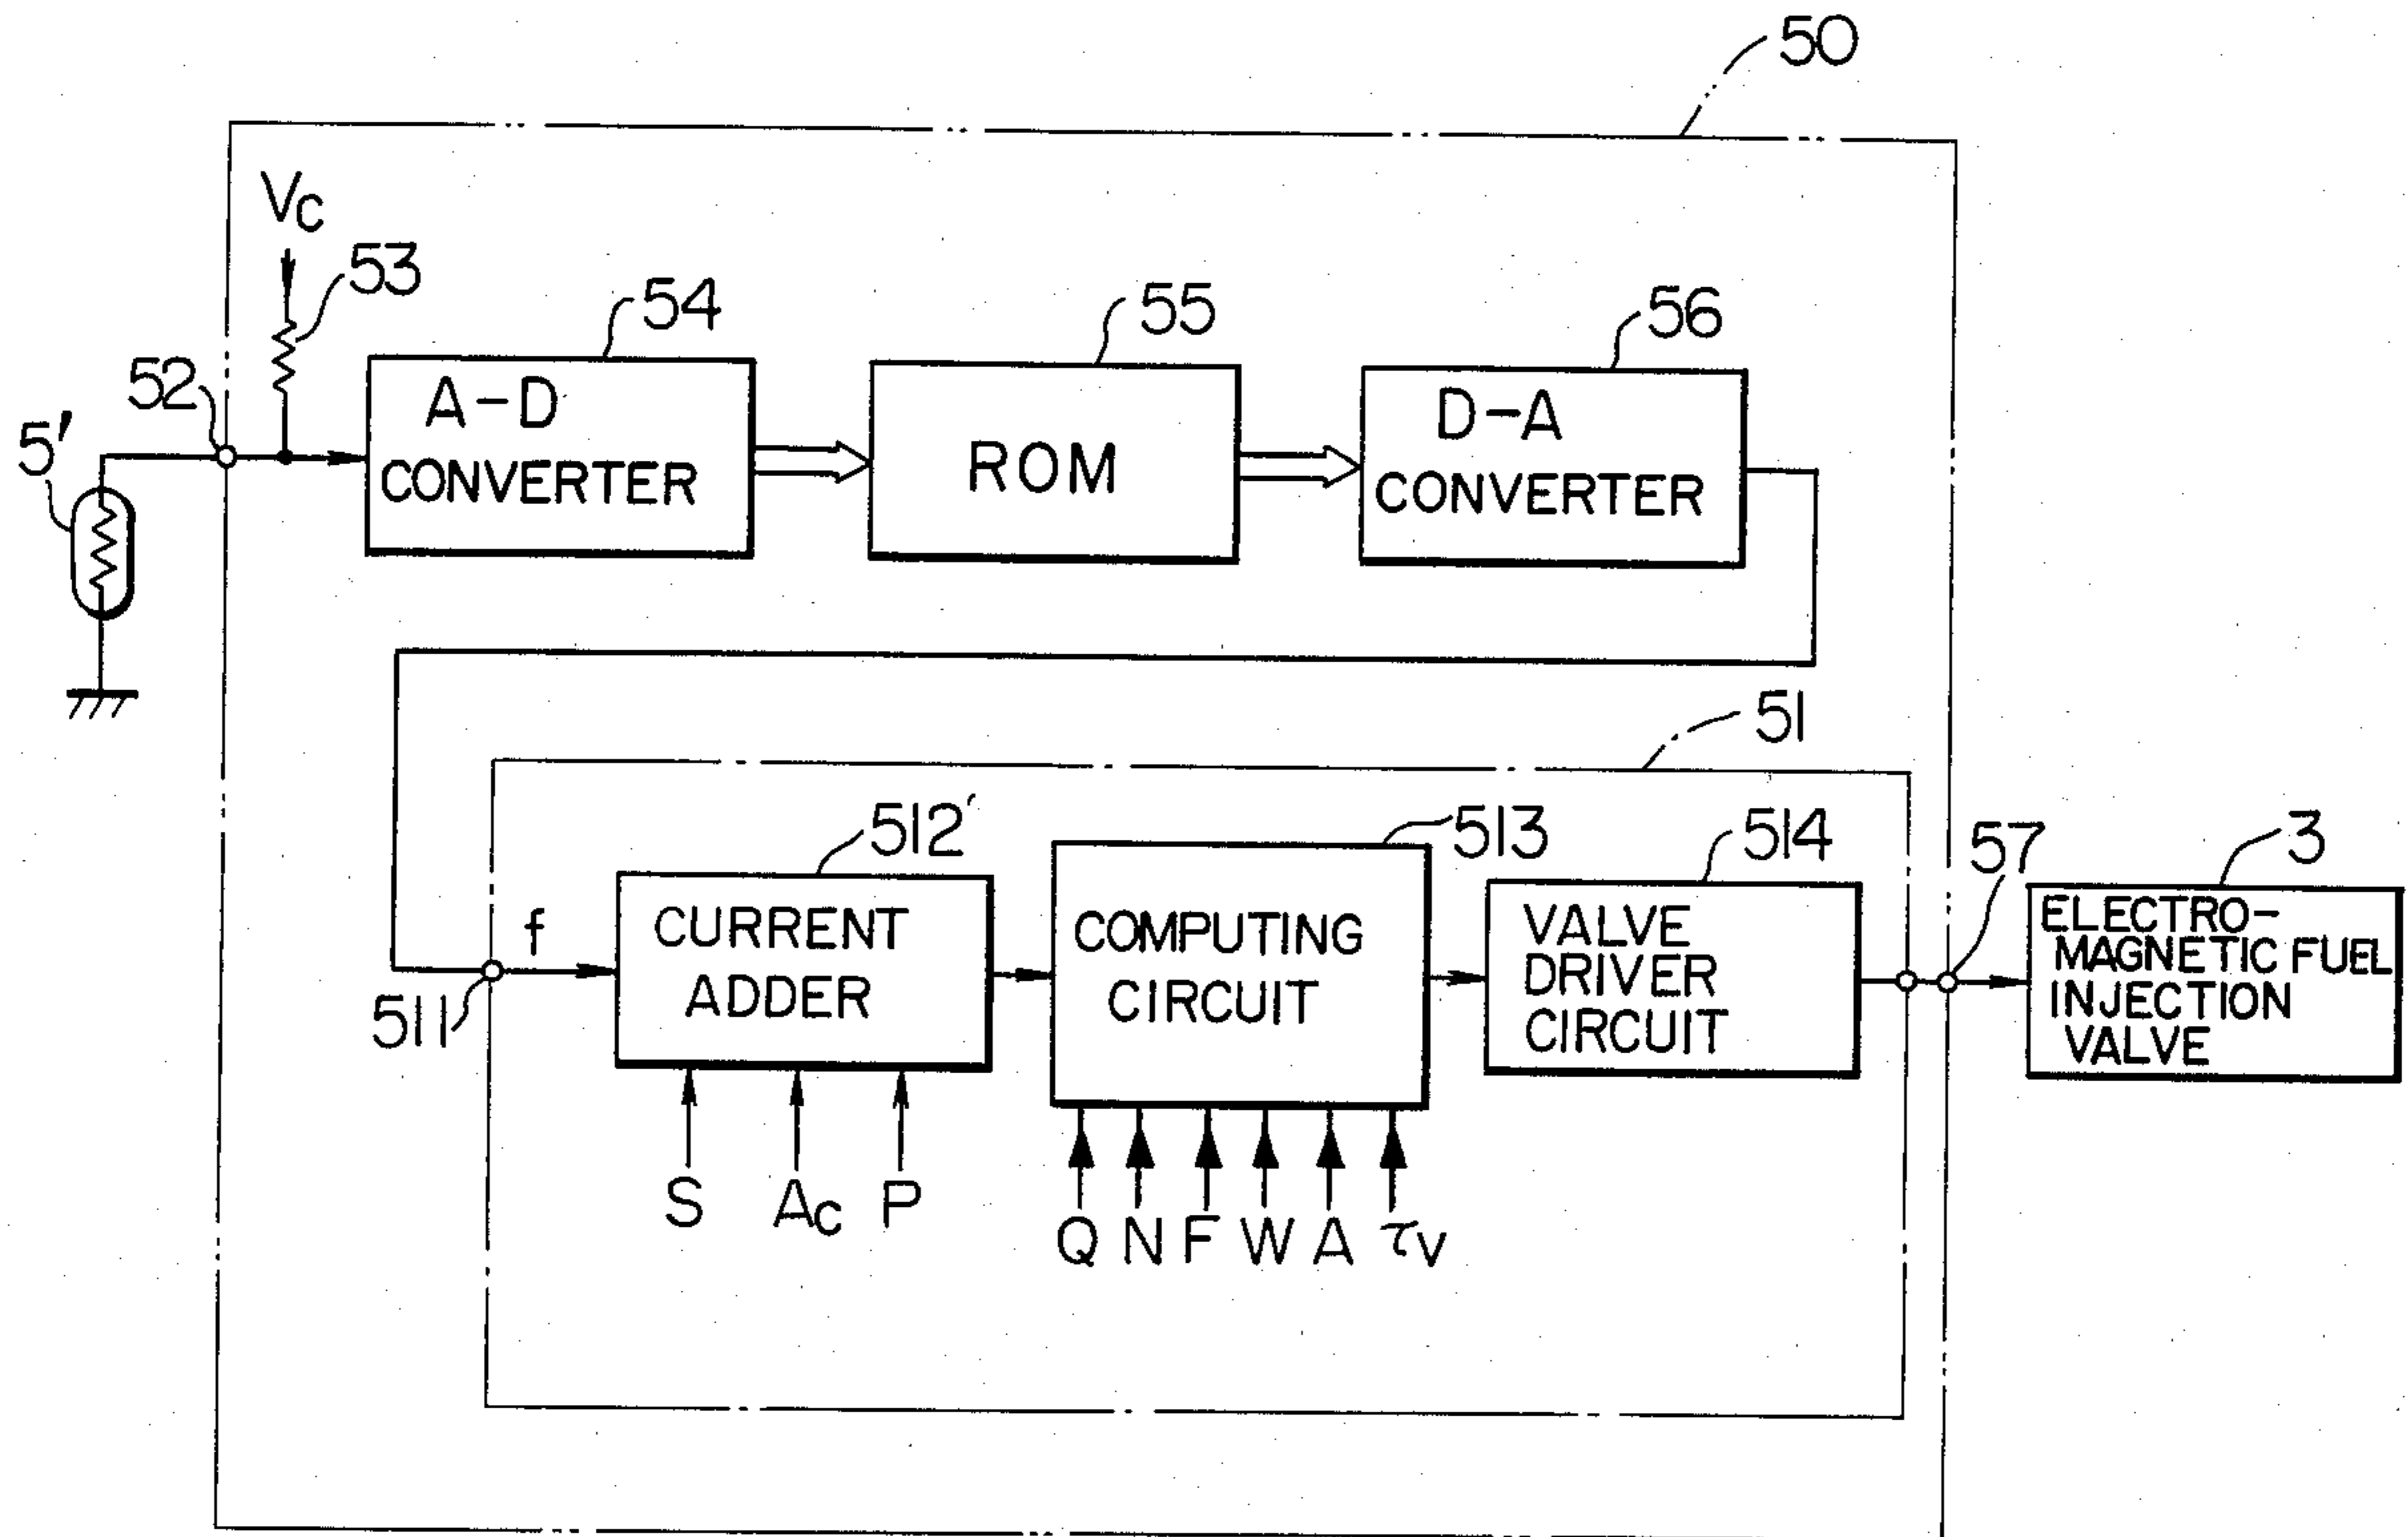 50
Vc
53
54
55
56
52
5'
A-D
CONVERTER
ROM
D-A
CONVERTER
51
512'
513
514
57
3
f
511
CURRENT
ADDER
COMPUTING
CIRCUIT
VALVE
DRIVER
CIRCUIT
ELECTRO-
MAGNETIC FUEL
INJECTION
VALVE
S Ac P
Q N F W A τv